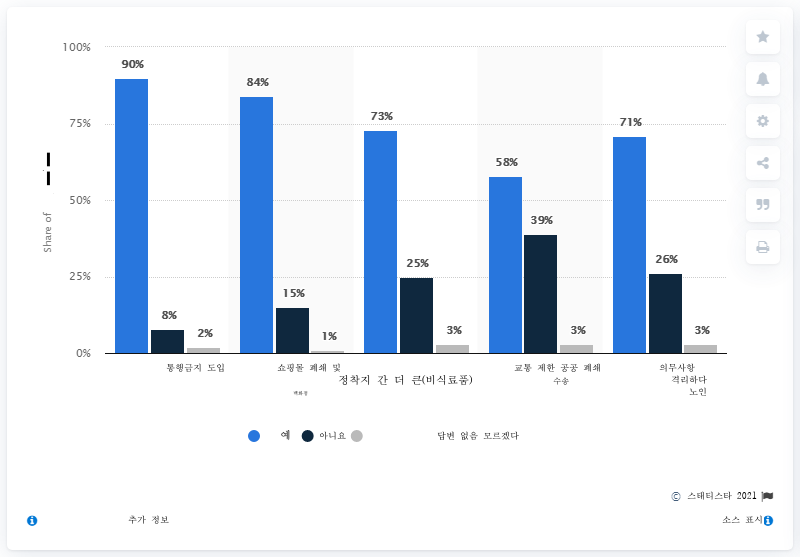 100%
75%
50%
25%
0%
Share of
90%
8%
2%
84%
15%
1%
73%
25%
3%
58%
39%
3%
71%
26%
3%
통행금지 도입
쇼핑몰 폐쇄 및
백화점
정착지 간 더 큰(비식료품)
교통 제한 공공 폐쇄
수송
의무사항
격리하다
노인
예 아니요 답변 없음 모르겠다
© 스태티스타 2021
추가 정보
소스 표시